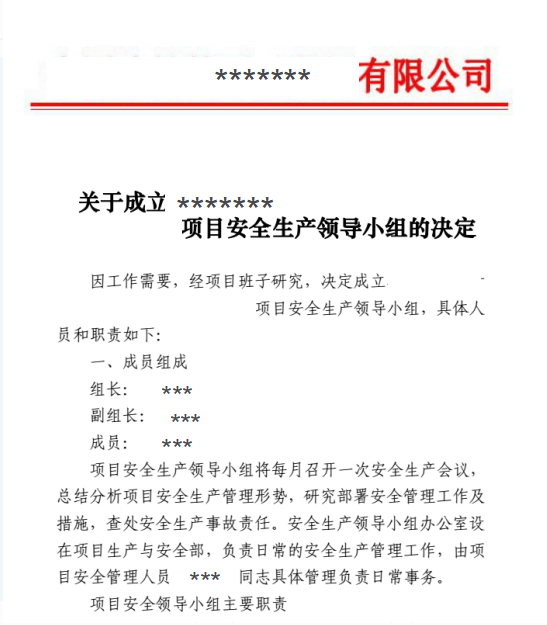 ******* 有限公司
关于成立 *******
项目安全生产领导小组的决定
因工作需要，经项目班子研究，决定成立
项目安全生产领导小组，具体人
员和职责如下：
一、成员组成
组长： ***
副组长： ***
成员： ***
项目安全生产领导小组将每月召开一次安全生产会议，
总结分析项目安全生产管理形势，研究部署安全管理工作及
措施，查处安全生产事故责任。安全生产领导小组办公室设
在项目生产与安全部，负责日常的安全生产管理工作，由项
目安全管理人员 *** 同志具体管理负责日常事务。
项目安全领导小组主要职责